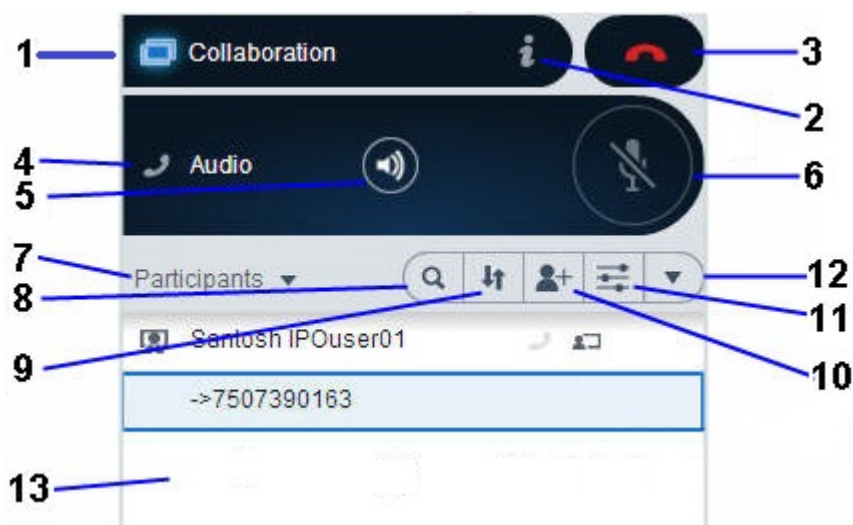 1 Collaboration 3
2
4 Audio
5 6
7 Participants 12
8 11
Santosh IPOuser01
9 10
->7507390163
13